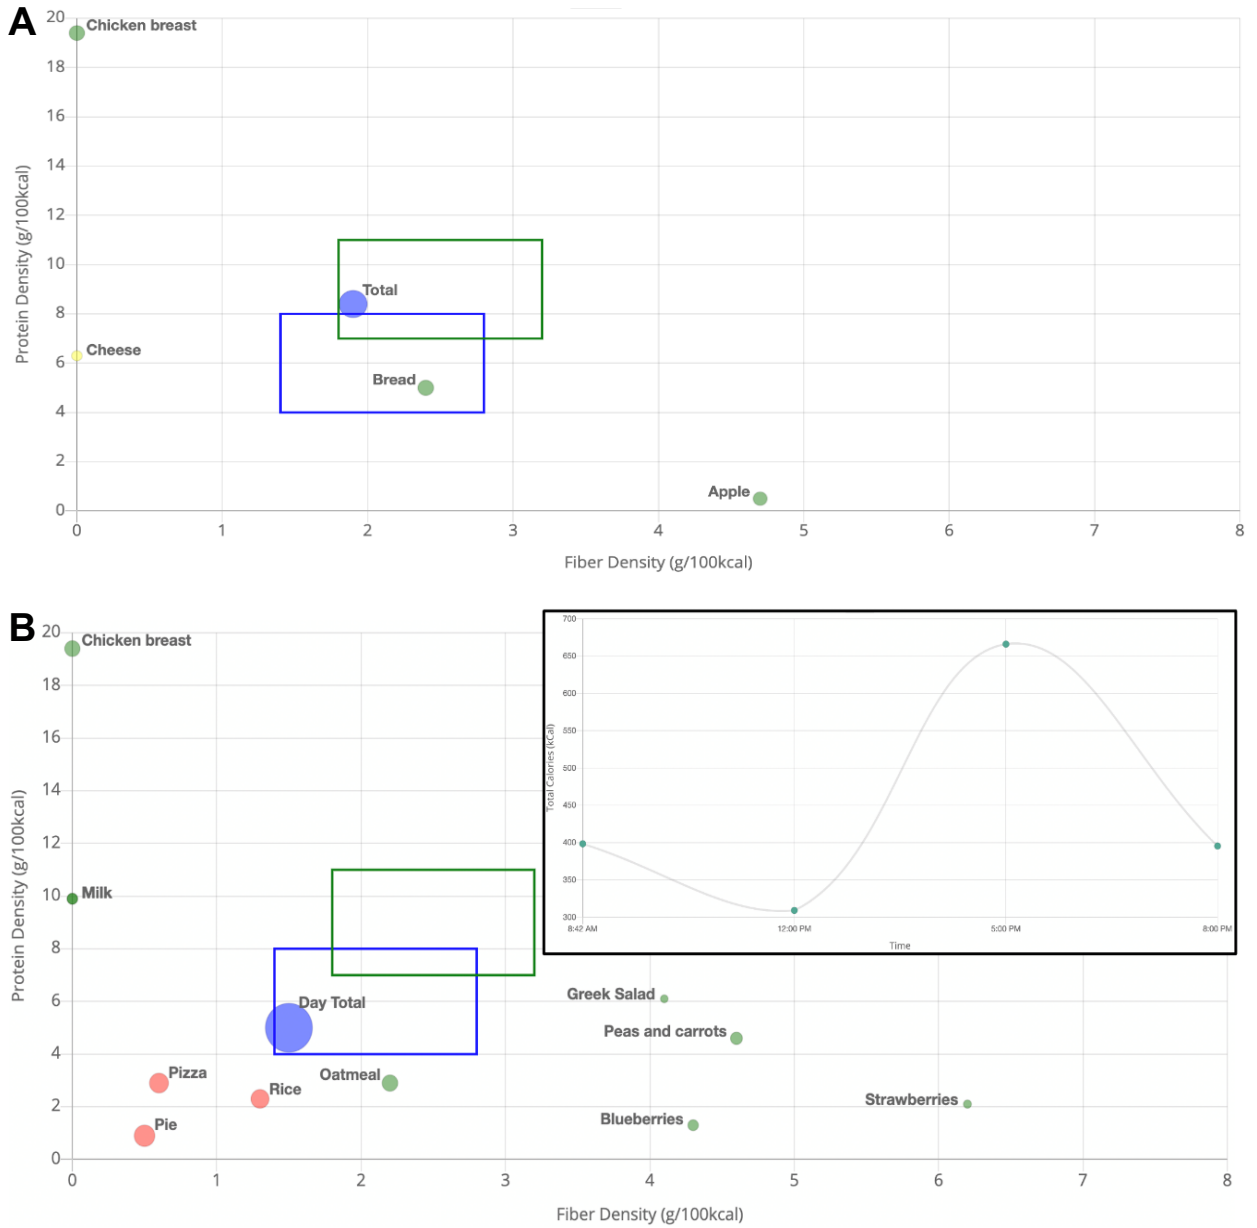 A
20
Chicken breast
18
16
14
12
10
8
6
4
2
0
Protein Density (g/100kcal)
Total
Cheese
Bread
Apple
0 1 2 3 4 5 6 7 8
Fiber Density (g/100kcal)
B
20
Chicken breast
18
16
14
12
10
8
6
4
2
0
Protein Density (g/100kcal)
Milk
Day Total
Pizza
Rice
Oatmeal
Pie
Greek Salad
Peas and carrots
Strawberries
Blueberries
0 1 2 3 4 5 6 7 8
Fiber Density (g/100kcal)
700
650
600
550
500
450
400
350
300
Total Calories (kCal)
8:42 AM 12:00 PM 5:00 PM 8:00 PM
Time